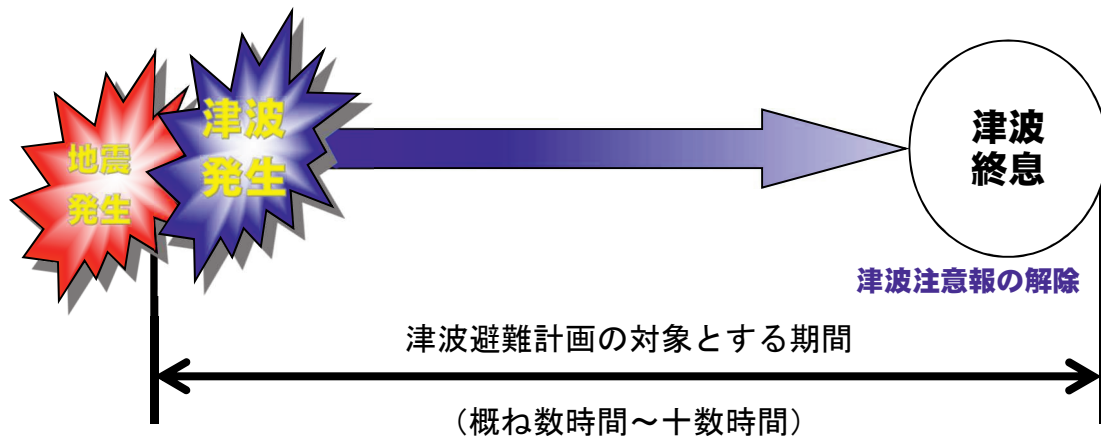 地震
発生
津波
発生
津波
終息
津波注意報の解除
津波避難計画の対象とする期間
（概ね数時間～十数時間）